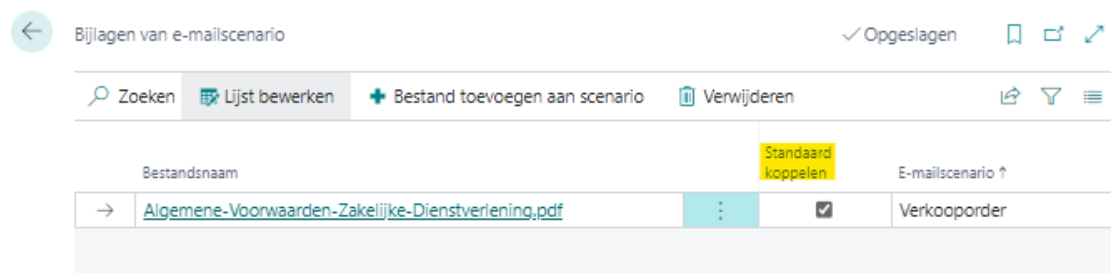 Bijlagen van e-mailscenario
Opgeslagen
Zoeken Lijst bewerken Bestand toevoegen aan scenario Verwijderen
Bestandsnaam
Standaard
koppelen
E-mailscenario ↑
Algemene-Voorwaarden-Zakelijke-Dienstverlening.pdf
Verkooporder